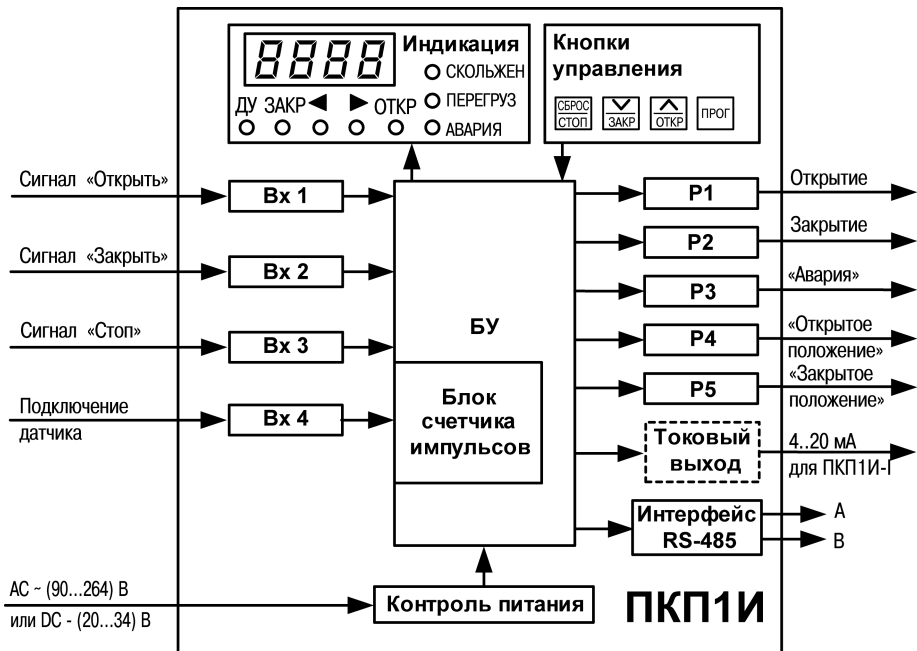 8888
Индикация
СКОЛЬЖЕН
ПЕРЕГРУЗ
АВАРИЯ
ДУ ЗАКР ◀ ▶ ОТКР
Кнопки
управления
СБРОС
СТОП
ЗАКР
ОТКР
ПРОГ
Сигнал «Открыть»
Вх 1
Сигнал «Закрыть»
Вх 2
Сигнал «Стоп»
Вх 3
Подключение
датчика
Вх 4
БУ
Блок
счетчика
импульсов
Р1
Открытие
Р2
Закрытие
Р3
«Авария»
Р4
«Открытое
положение»
Р5
«Закрытое
положение»
Токовый
выход
4..20 мА
для ПКП1И-I
Интерфейс
RS-485
А
В
АС ~ (90...264) В
или DC - (20...34) В
Контроль питания
ПКП1И